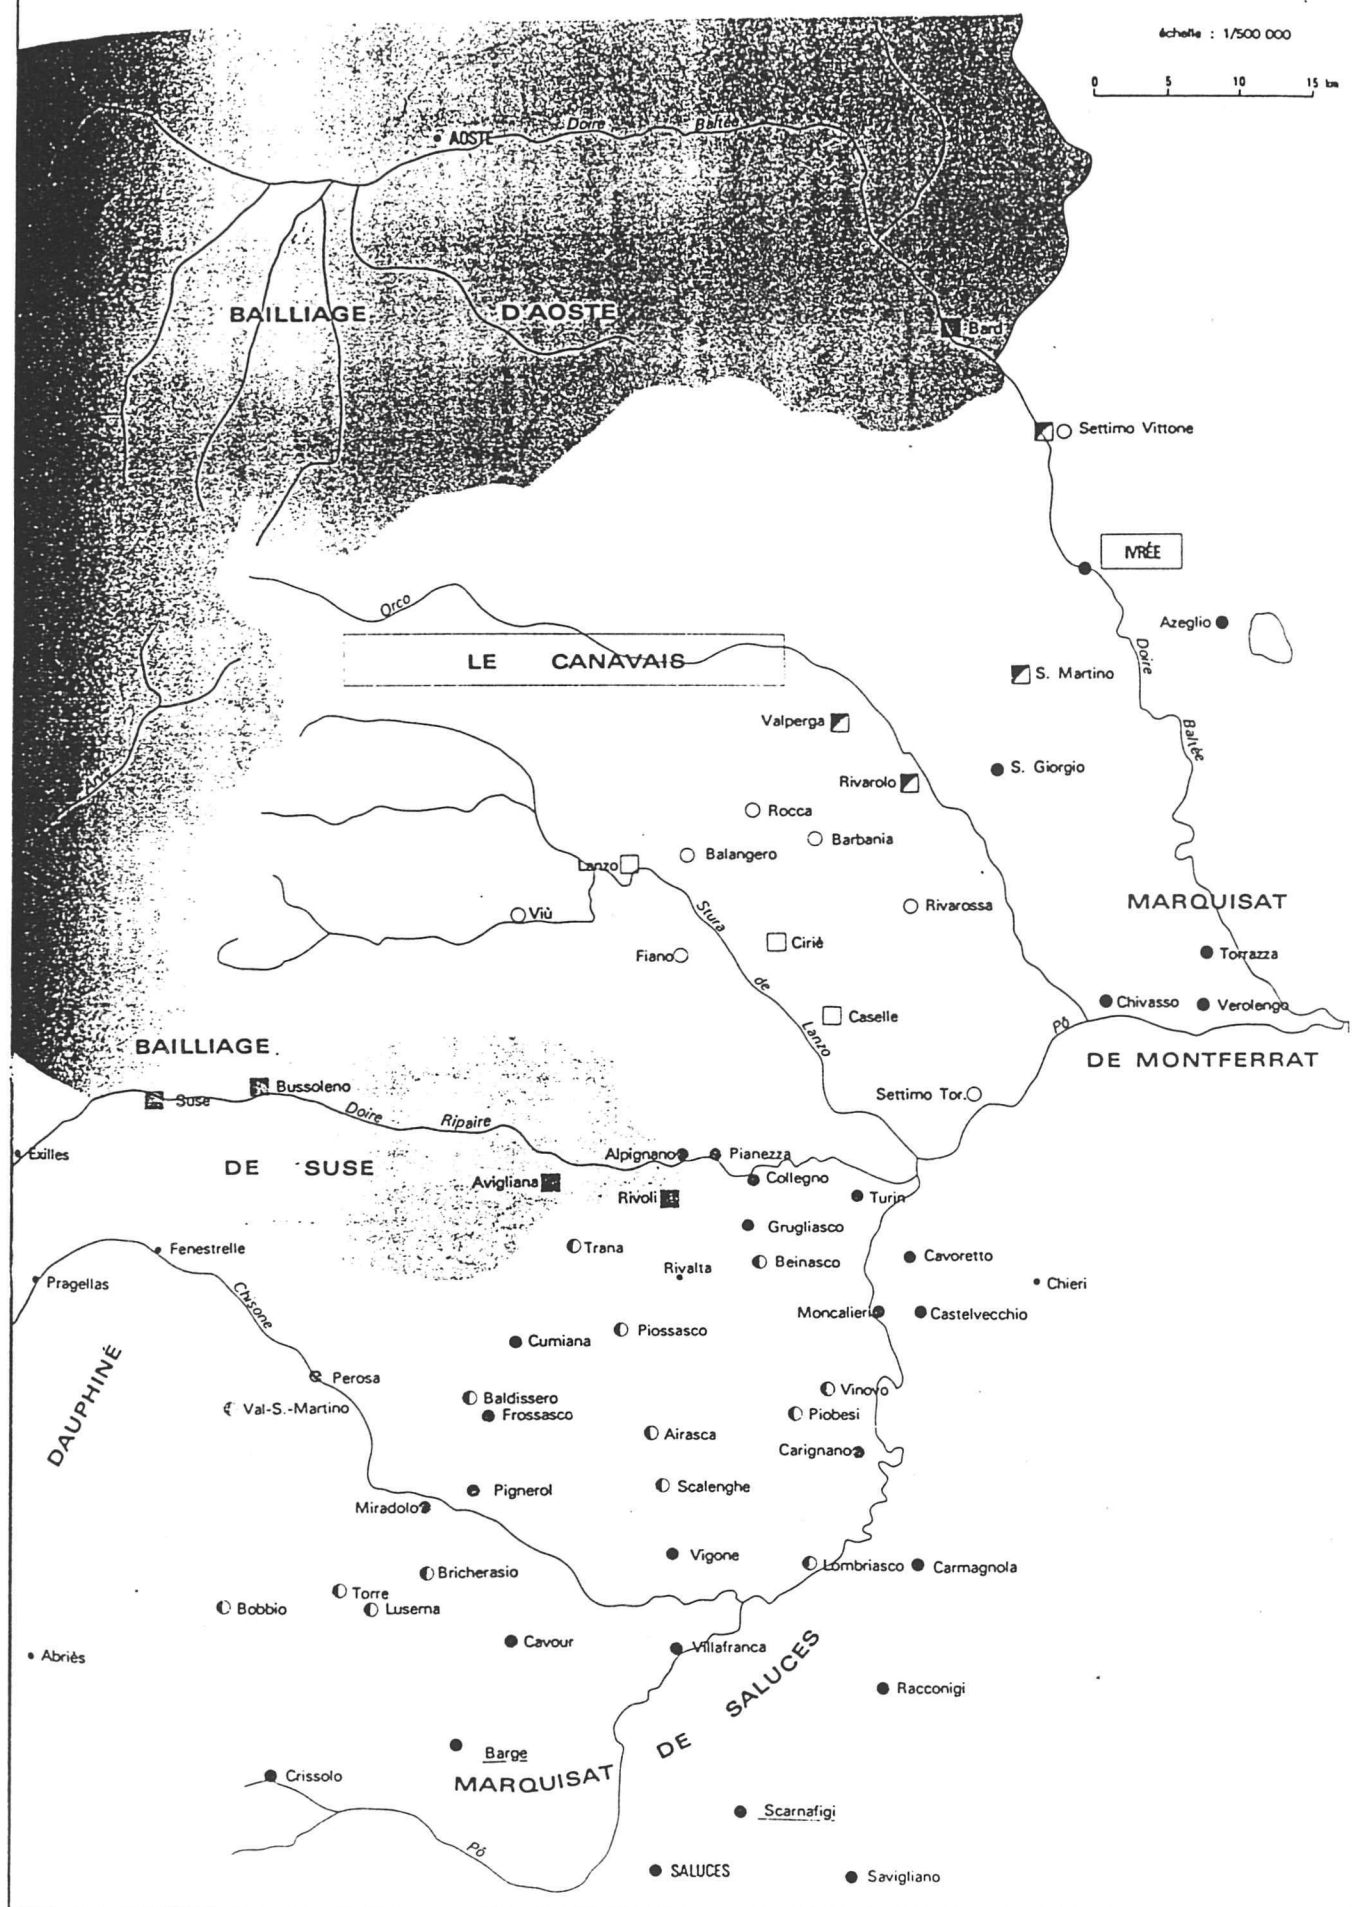 échelle : 1/500 000
0 5 10 15 km
AOSTE
Doire Baltée
BAILLIAGE D'AOSTE
Bard
Settimo Vittone
IVRÉE
Orco
Azeglio
LE CANAVAIS
Doire Baltée
S. Martino
Valperga
S. Giorgio
Rivarolo
Rocca
Barbania
Balangero
Lanzo
Rivarossa
MARQUISAT
Viù
Stura de Lanzo
Ciriè
Fiano
Torrazza
Chivasso
Verolengo
Caselle
Pô
BAILLIAGE
DE MONTFERRAT
Bussoleno
Suse
Settimo Tor.
Doire Ripaire
Exilles
Alpignano
Pianezza
DE SUSE
Avigliana
Collegno
Rivoli
Turin
Grugliasco
Fenestrelle
Trana
Beinasco
Cavoretto
Rivalta
Pragellas
Chieri
Chisone
Moncalieri
Castelvecchio
Piossasco
Cumiana
DAUPHINÉ
Perosa
Vinovo
Baldissero
Val-S.-Martino
Frossasco
Piobesi
Airasca
Carignano
Pignerol
Scalenghe
Miradolo
Vigone
Lombriasco
Carmagnola
Bricherasio
Torre
Bobbio
Luserna
Cavour
Villafranca
Abriès
Racconigi
Barge
MARQUISAT DE SALUCES
Crissolo
Scarnafigi
Pô
SALUCES
Savigliano